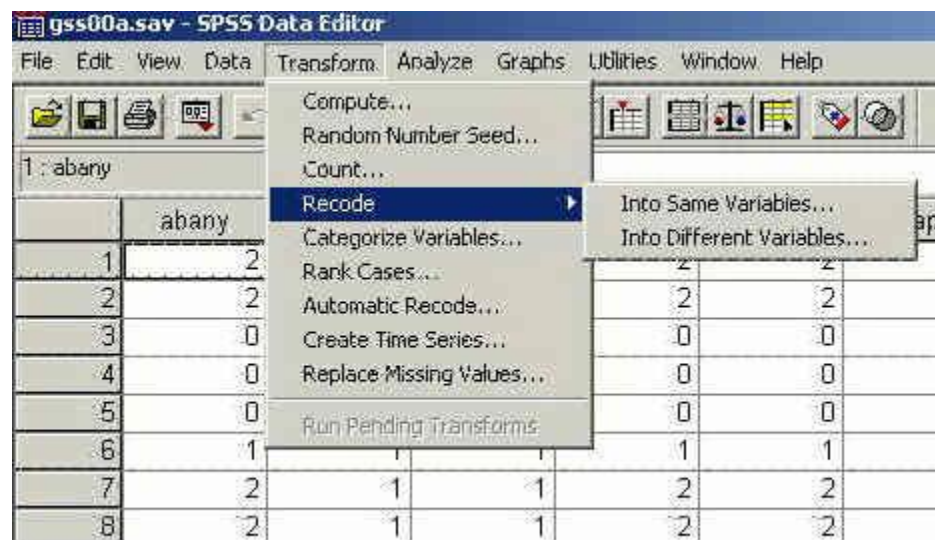 gss00a.sav - SPSS Data Editor
File Edit View Data Transform Analyze Graphs Utilities Window Help
1 : abany
abany
Compute...
Random Number Seed...
Count...
Recode
Categorize Variables...
Rank Cases...
Automatic Recode...
Create Time Series...
Replace Missing Values...
Run Pending Transforms
Into Same Variables...
Into Different Variables...
1 2 2 2
2 2 2 2
3 0 0 0
4 0 0 0
5 0 0 0
6 1 1 1 1 1
7 2 1 1 2 2
8 2 1 1 2 2